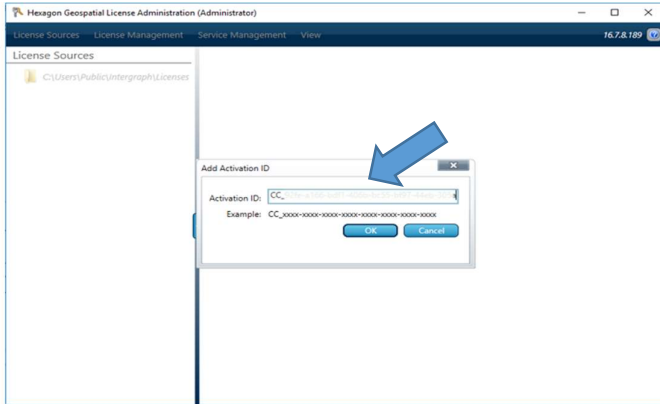 Hexagon Geospatial License Administration (Administrator)
License Sources License Management Service Management View 16.7.8.189
License Sources
C:\Users\Public\Intergraph\Licenses
Add Activation ID
Activation ID: CC_
Example: CC_xxxx-xxxx-xxxx-xxxx-xxxx-xxxx-xxxx-xxxx
OK Cancel